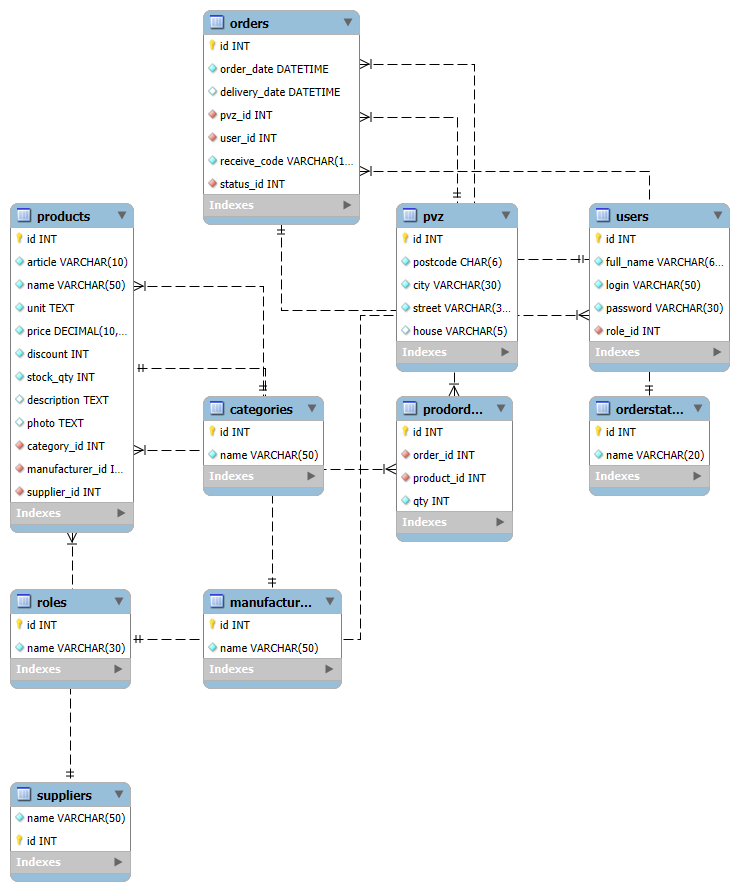 orders
id INT
order_date DATETIME
delivery_date DATETIME
pvz_id INT
user_id INT
receive_code VARCHAR(1...
status_id INT
Indexes
products
id INT
article VARCHAR(10)
name VARCHAR(50)
unit TEXT
price DECIMAL(10,...
discount INT
stock_qty INT
description TEXT
photo TEXT
category_id INT
manufacturer_id I...
supplier_id INT
Indexes
pvz
id INT
postcode CHAR(6)
city VARCHAR(30)
street VARCHAR(3...
house VARCHAR(5)
Indexes
users
id INT
full_name VARCHAR(6...
login VARCHAR(50)
password VARCHAR(30)
role_id INT
Indexes
categories
id INT
name VARCHAR(50)
Indexes
prodord...
id INT
order_id INT
product_id INT
qty INT
Indexes
orderstat...
id INT
name VARCHAR(20)
Indexes
roles
id INT
name VARCHAR(30)
Indexes
manufactur...
id INT
name VARCHAR(50)
Indexes
suppliers
name VARCHAR(50)
id INT
Indexes